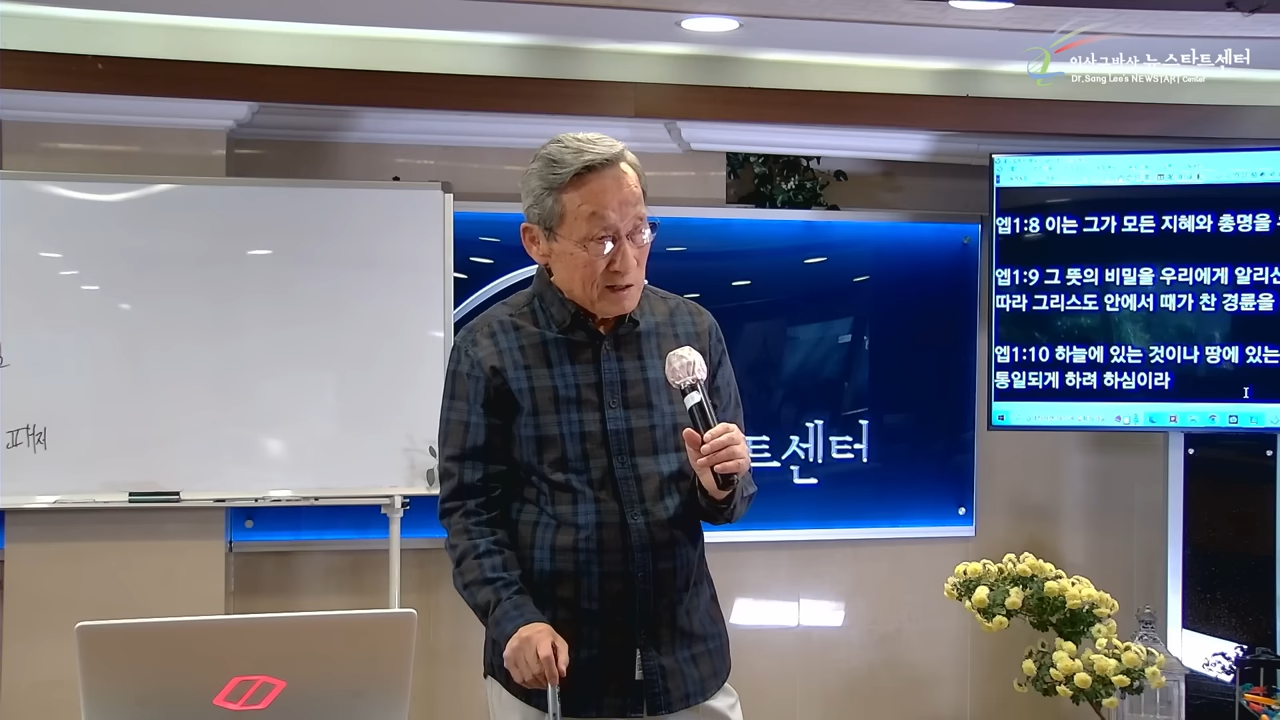 의사그바상 뉴스타트센터
Dr.Sang Lee's NEWSTART Center
엡1:8 이는 그가 모든 지혜와 총명을
엡1:9 그 뜻의 비밀을 우리에게 알리신
따라 그리스도 안에서 때가 찬 경륜을
엡1:10 하늘에 있는 것이나 땅에 있는
통일되게 하려 하심이라
트센터